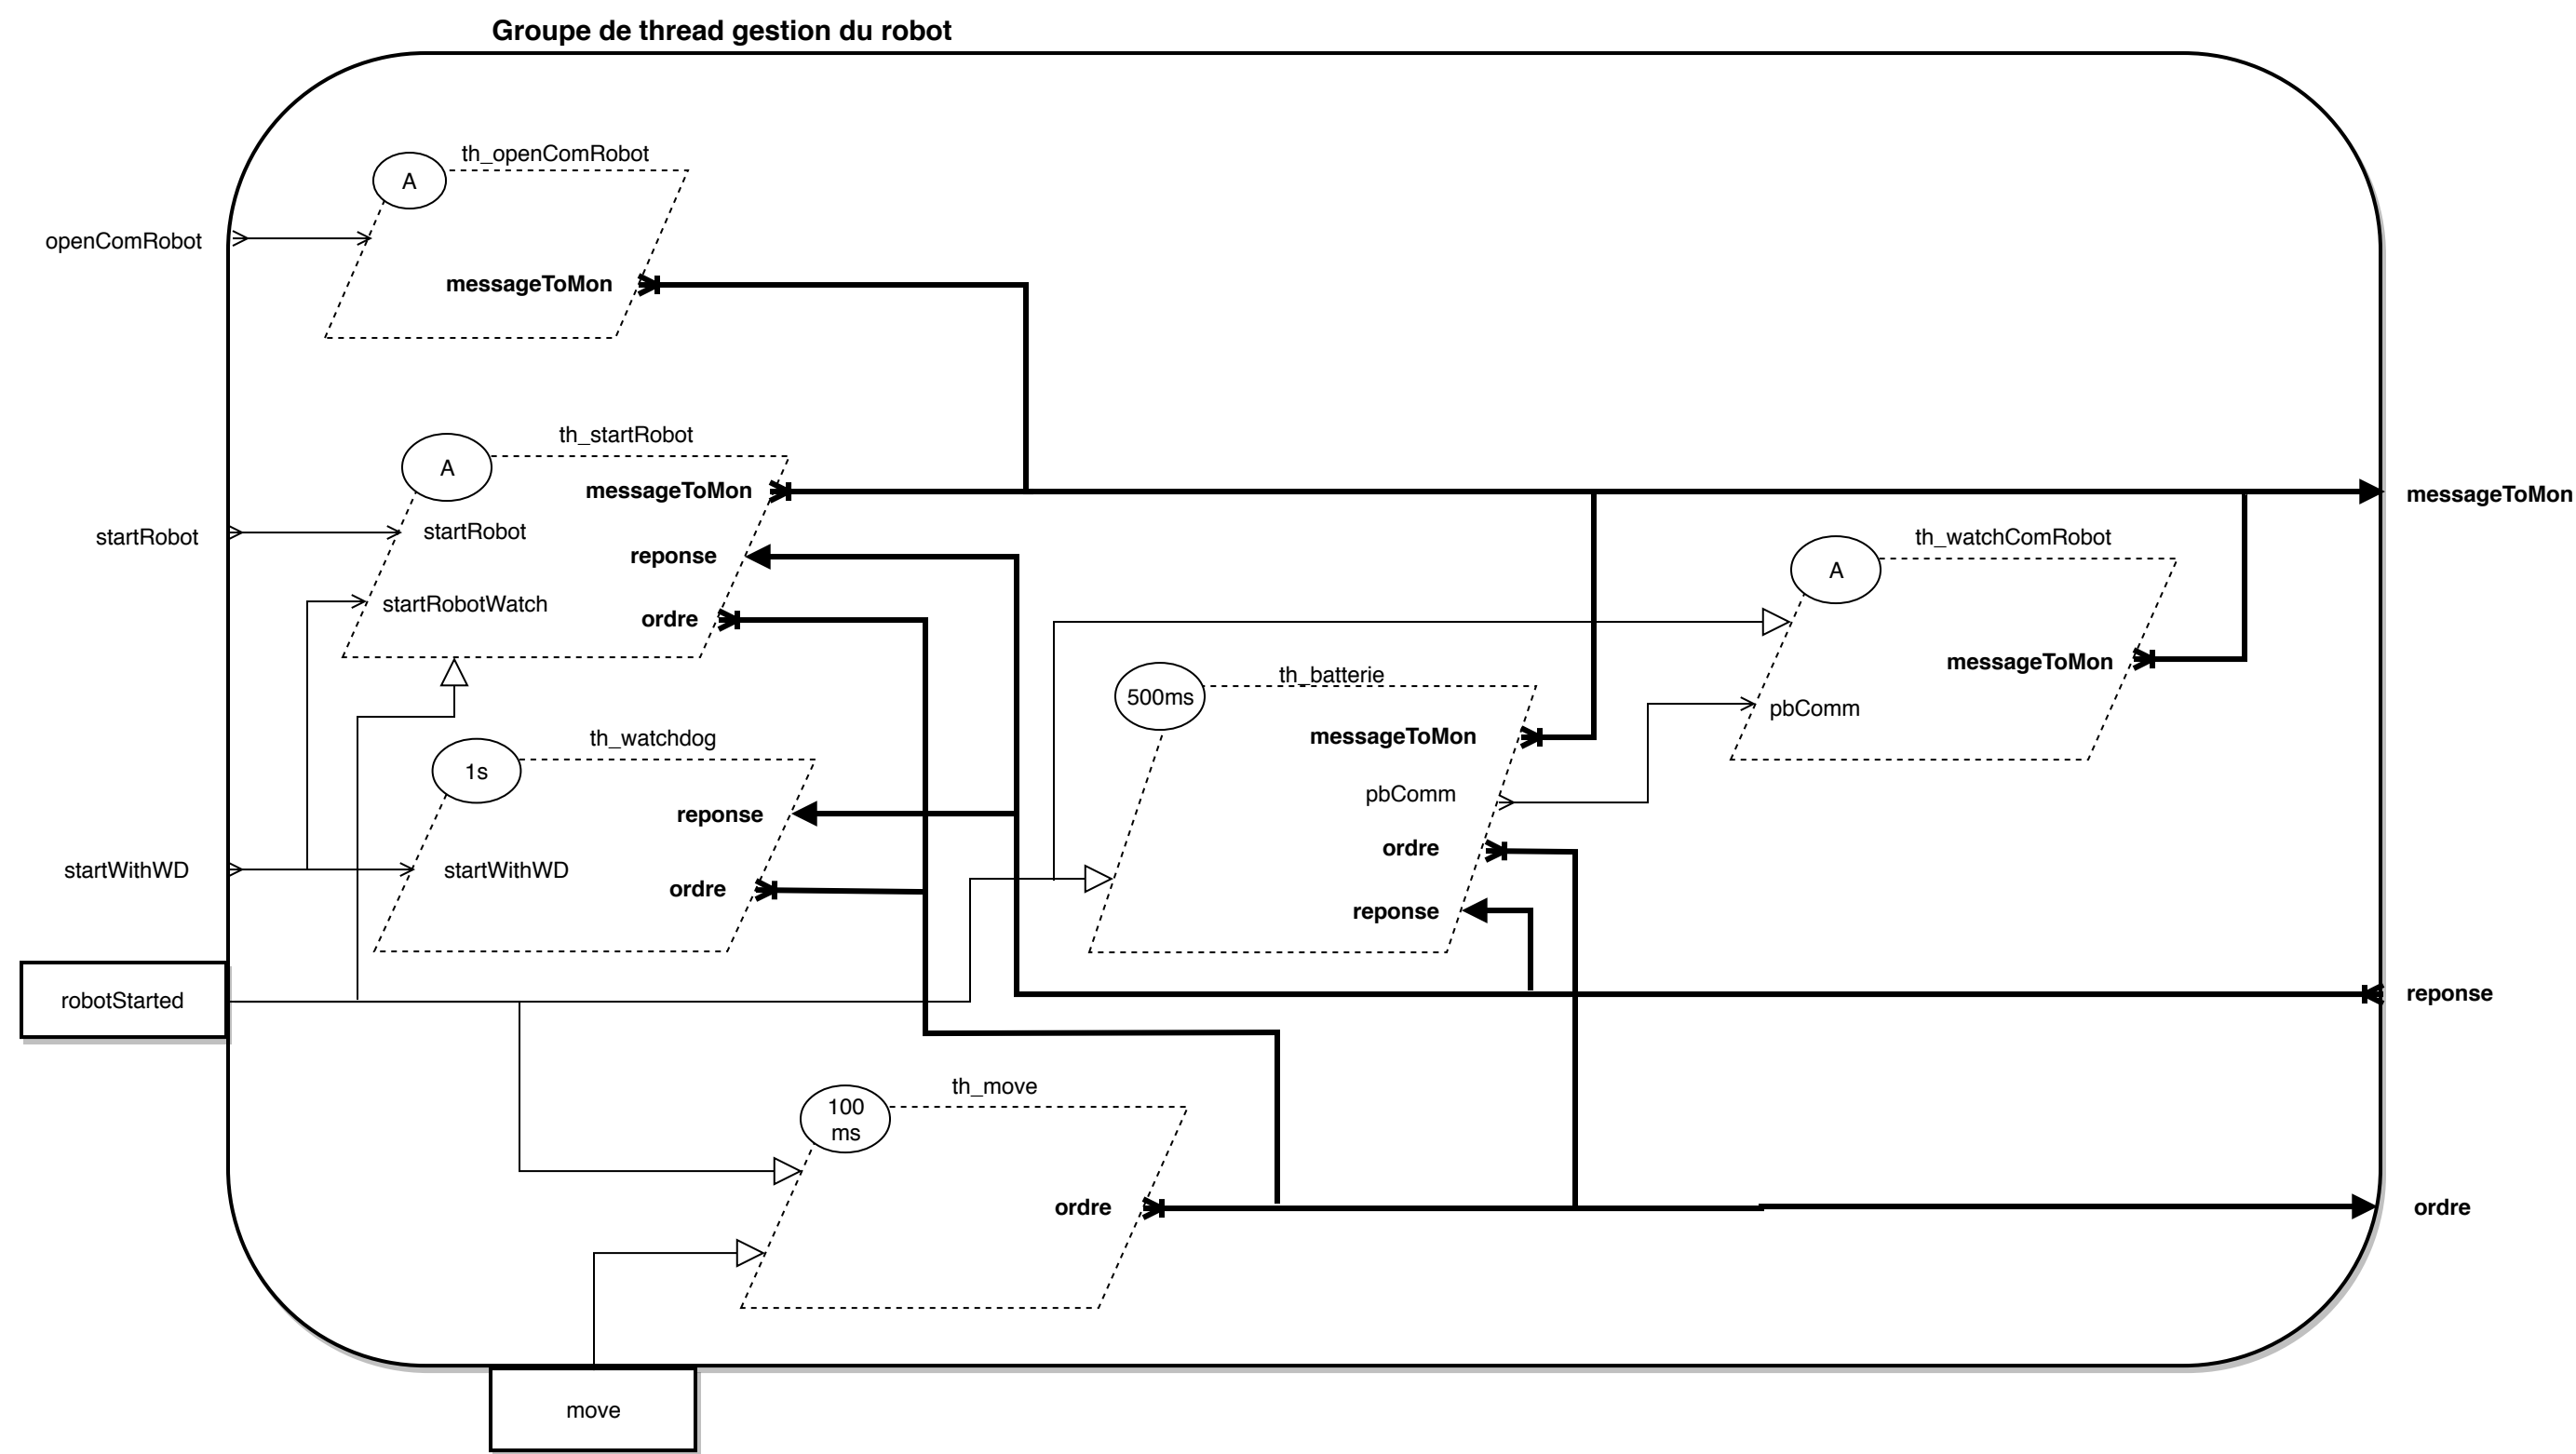 Groupe de thread gestion du robot
th_openComRobot
A
openComRobot
messageToMon
th_startRobot
A
messageToMon
messageToMon
startRobot
startRobot
reponse
startRobotWatch
ordre
th_watchComRobot
A
messageToMon
pbComm
th_batterie
500ms
messageToMon
pbComm
ordre
reponse
th_watchdog
1s
reponse
startWithWD
startWithWD
ordre
robotStarted
reponse
th_move
100
ms
ordre
ordre
move